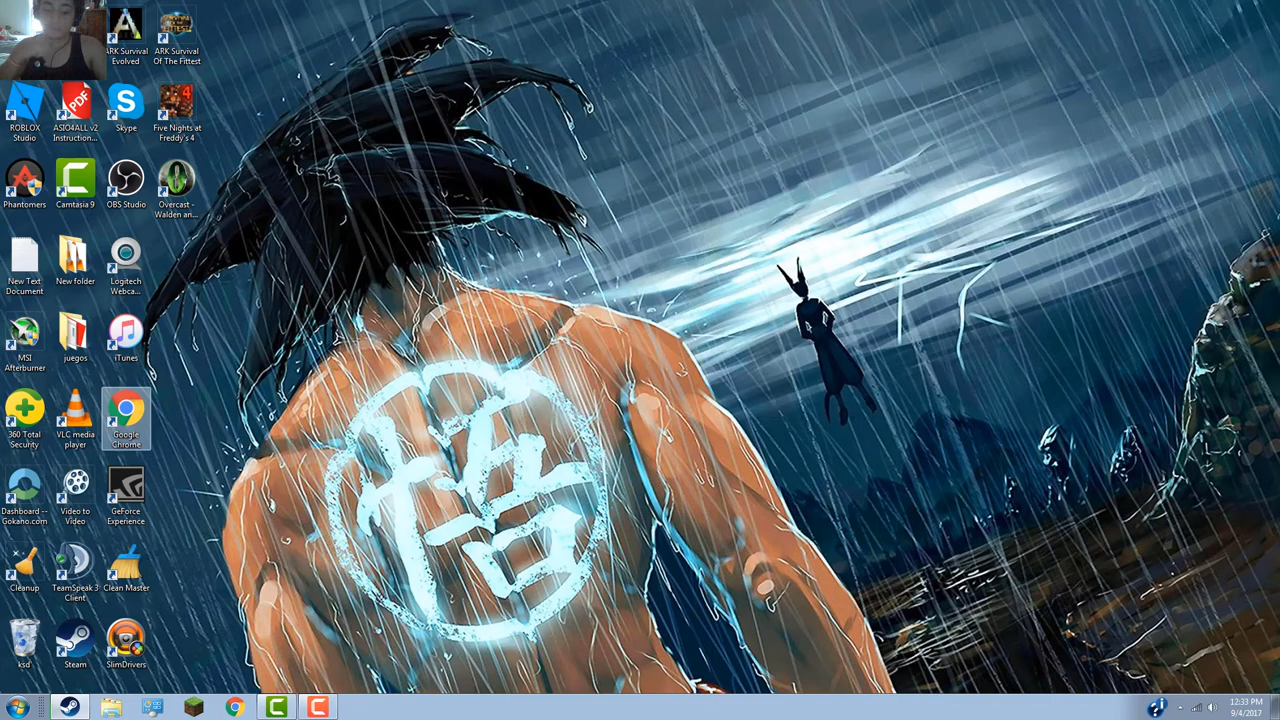 ARK Survival
Evolved
ARK Survival
Of The Fittest
ROBLOX
Studio
PDF
ASIO4ALL v2
Instruction...
Skype
4
Five Nights at
Freddy's 4
Phantomers
Camtasia 9
OBS Studio
Overcast -
Walden an...
New Text
Document
New folder
Logitech
Webca...
MSI
Afterburner
juegos
iTunes
360 Total
Security
VLC media
player
Google
Chrome
Dashboard --
Gokano.com
Video to
Video
GeForce
Experience
Cleanup
TeamSpeak 3
Client
Clean Master
ksd
Steam
SlimDrivers
悟
12:33 PM
9/4/2017